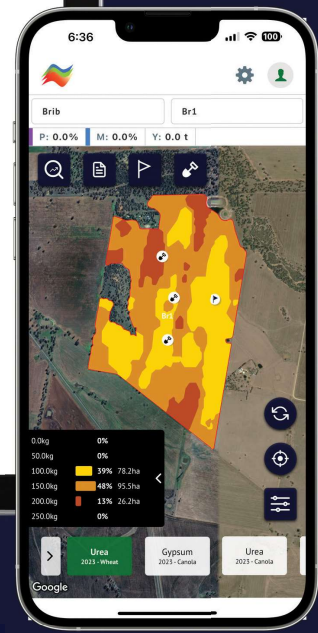 6:36
100
Brib Br1
P: 0.0% M: 0.0% Y: 0.0 t
Br1
0.0kg 0%
50.0kg 0%
100.0kg 39% 78.2ha
150.0kg 48% 95.5ha
200.0kg 13% 26.2ha
250.0kg 0%
Urea Gypsum Urea
2023 - Wheat 2023 - Canola 2023 - Canola
Google